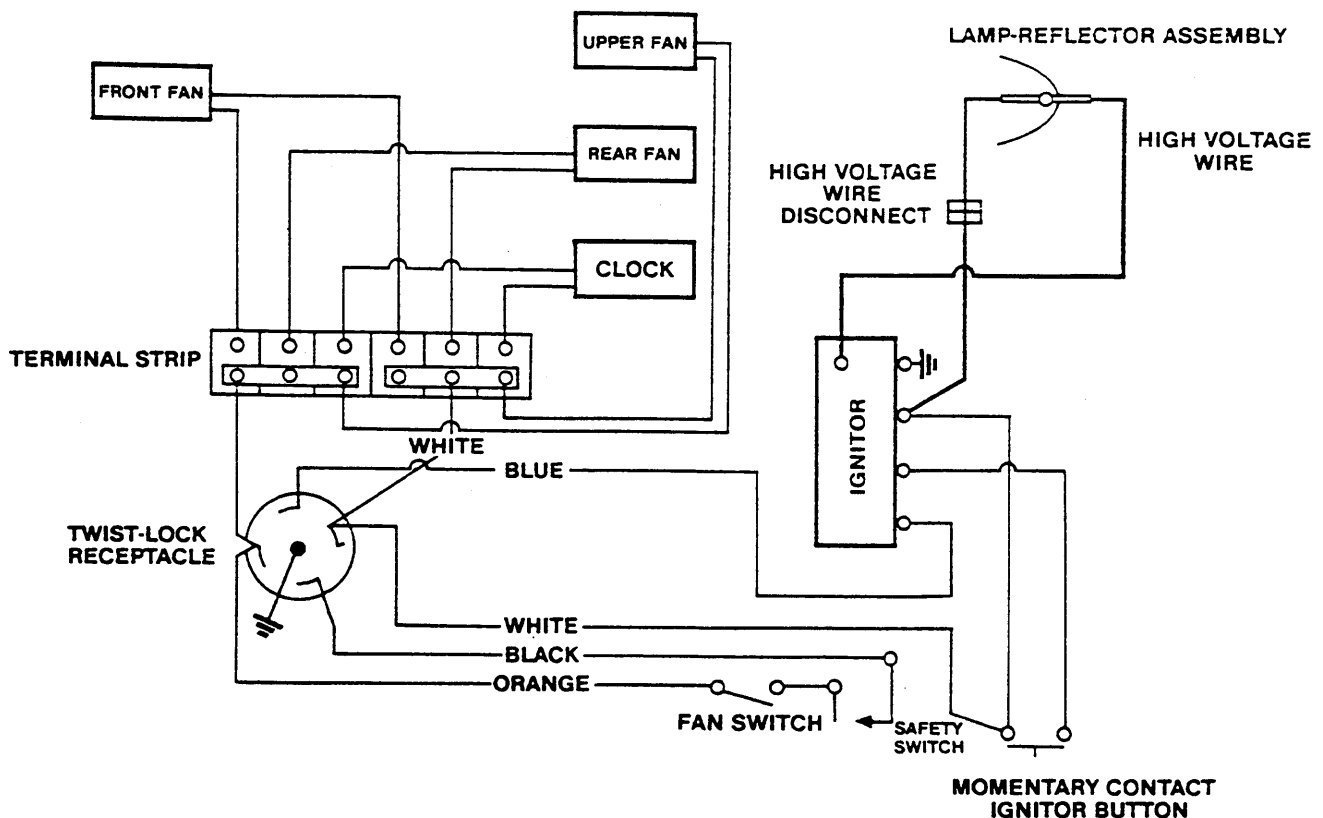 UPPER FAN
LAMP-REFLECTOR ASSEMBLY
FRONT FAN
HIGH VOLTAGE
WIRE
REAR FAN
HIGH VOLTAGE
WIRE
DISCONNECT
CLOCK
TERMINAL STRIP
IGNITOR
WHITE
BLUE
TWIST-LOCK
RECEPTACLE
WHITE
BLACK
ORANGE
FAN SWITCH
SAFETY
SWITCH
MOMENTARY CONTACT
IGNITOR BUTTON